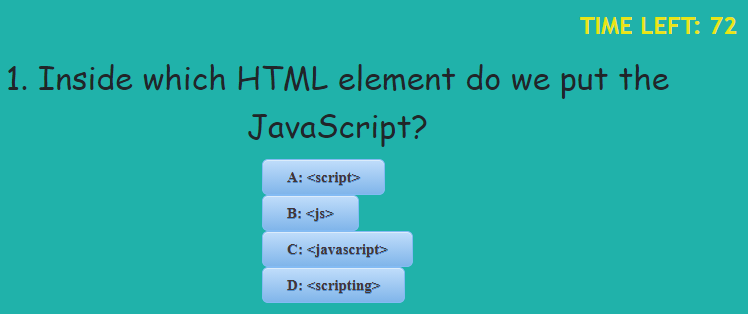 TIME LEFT: 72
1. Inside which HTML element do we put the
JavaScript?
A: <script>
B: <js>
C: <javascript>
D: <scripting>